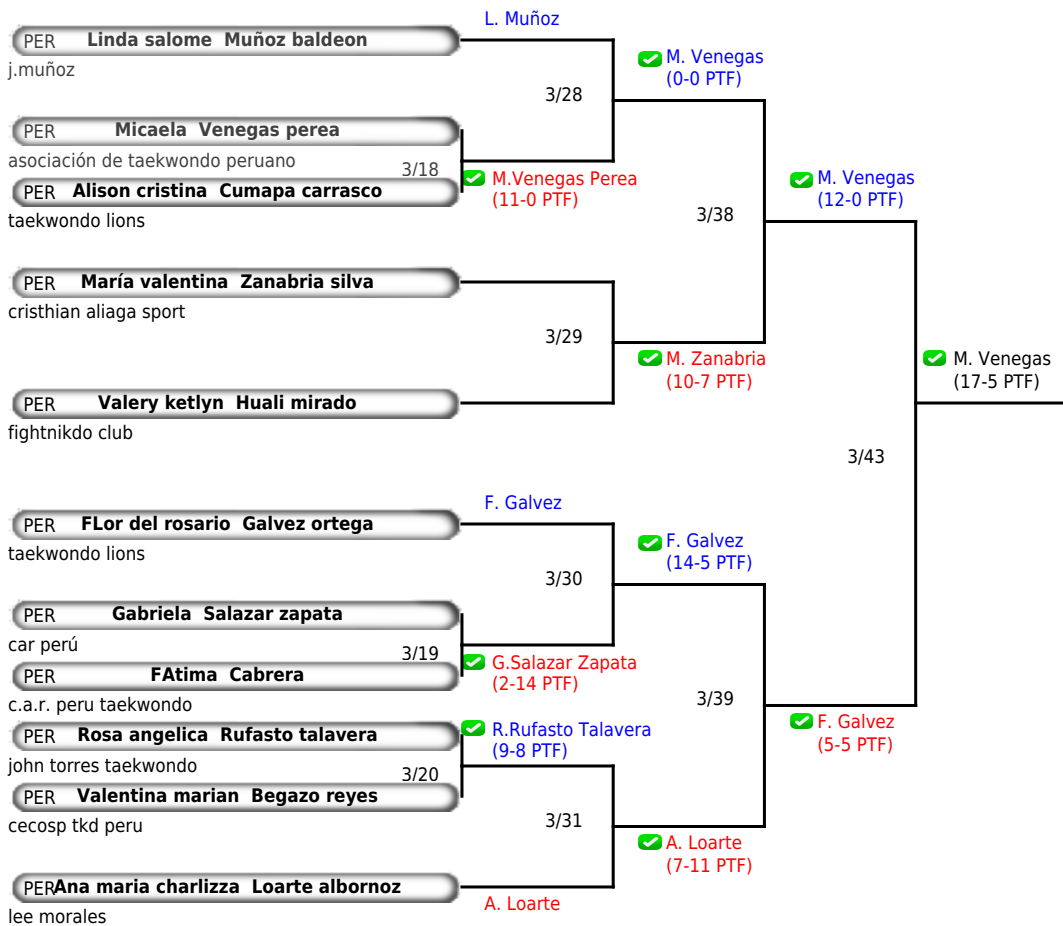 L. Muñoz
PER Linda salome Muñoz baldeon
j.muñoz
M. Venegas
(0-0 PTF)
3/28
PER Micaela Venegas perea
asociación de taekwondo peruano
3/18
PER Alison cristina Cumapa carrasco
taekwondo lions
M.Venegas Perea
(11-0 PTF)
M. Venegas
(12-0 PTF)
3/38
PER María valentina Zanabria silva
cristhian aliaga sport
3/29
M. Zanabria
(10-7 PTF)
M. Venegas
(17-5 PTF)
PER Valery ketlyn Huali mirado
fightnikdo club
3/43
F. Galvez
PER FLor del rosario Galvez ortega
taekwondo lions
F. Galvez
(14-5 PTF)
3/30
PER Gabriela Salazar zapata
car perú
3/19
PER FAtima Cabrera
c.a.r. peru taekwondo
G.Salazar Zapata
(2-14 PTF)
3/39
PER Rosa angelica Rufasto talavera
john torres taekwondo
R.Rufasto Talavera
(9-8 PTF)
F. Galvez
(5-5 PTF)
3/20
PER Valentina marian Begazo reyes
cecosp tkd peru
3/31
A. Loarte
(7-11 PTF)
PERAna maria charlizza Loarte albornoz
lee morales
A. Loarte